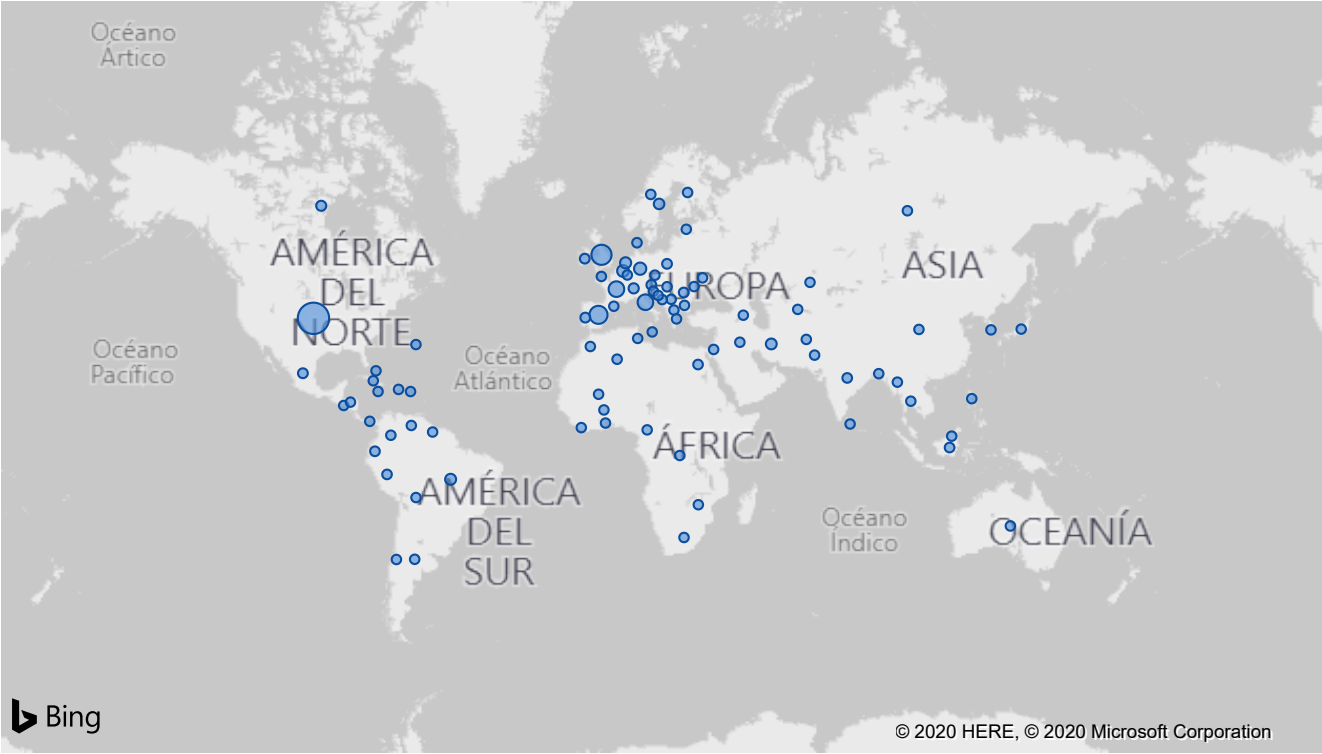 Océano
Ártico
AMÉRICA
DEL
NORTE
EUROPA
ASIA
Océano
Pacífico
Océano
Atlántico
ÁFRICA
AMÉRICA
DEL
SUR
Océano
Índico
OCEANÍA
Bing
© 2020 HERE, © 2020 Microsoft Corporation